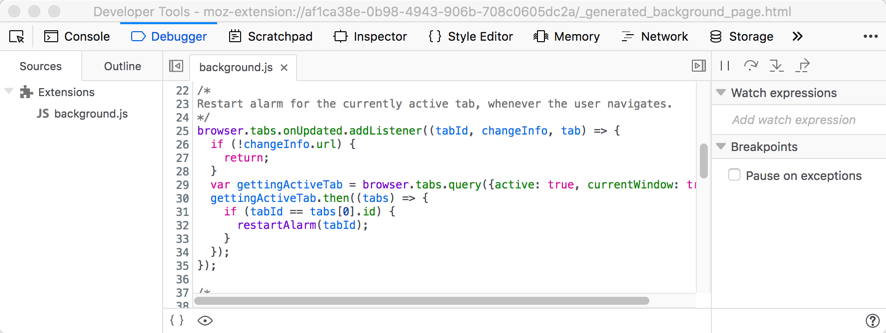 Developer Tools - moz-extension://af1ca38e-0b98-4943-906b-708c0605dc2a/_generated_background_page.html
Console Debugger Scratchpad Inspector {} Style Editor Memory Network Storage
Sources Outline background.js ×
Extensions
JS background.js
22 /*
23 Restart alarm for the currently active tab, whenever the user navigates.
24 */
25 browser.tabs.onUpdated.addListener((tabId, changeInfo, tab) => {
26   if (!changeInfo.url) {
27     return;
28   }
29   var gettingActiveTab = browser.tabs.query({active: true, currentWindow: tr
30   gettingActiveTab.then((tabs) => {
31     if (tabId == tabs[0].id) {
32       restartAlarm(tabId);
33     }
34   });
35 });
36
37 /*
38
{ }
Watch expressions
Add watch expression
Breakpoints
Pause on exceptions